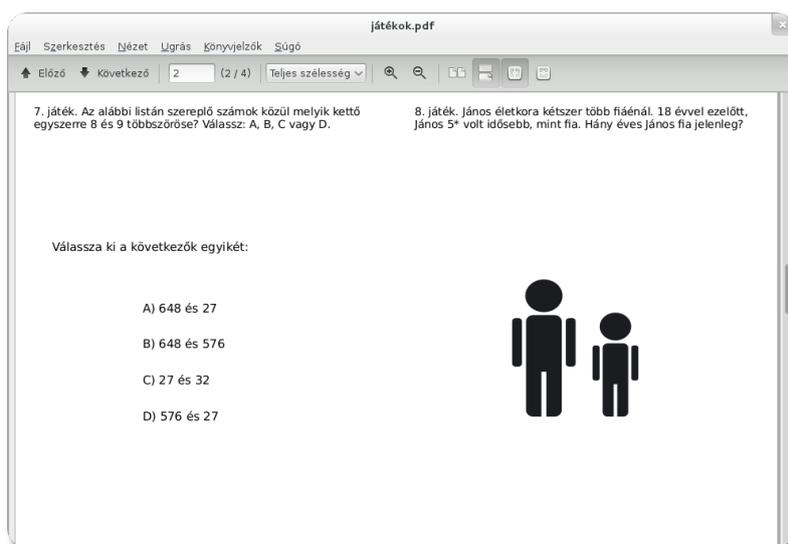 játékok.pdf
Fájl Szerkesztés Nézet Ugrás Könyvjelzők Súgó
Előző Következő 2 (2 / 4) Teljes szélesség
7. játék. Az alábbi listán szereplő számok közül melyik kettő
egyszerre 8 és 9 többszöröse? Válassz: A, B, C vagy D.
8. játék. János életkora kétszer több fiáénál. 18 évvel ezelőtt,
János 5* volt idősebb, mint fia. Hány éves János fia jelenleg?
Válassza ki a következők egyikét:
A) 648 és 27
B) 648 és 576
C) 27 és 32
D) 576 és 27